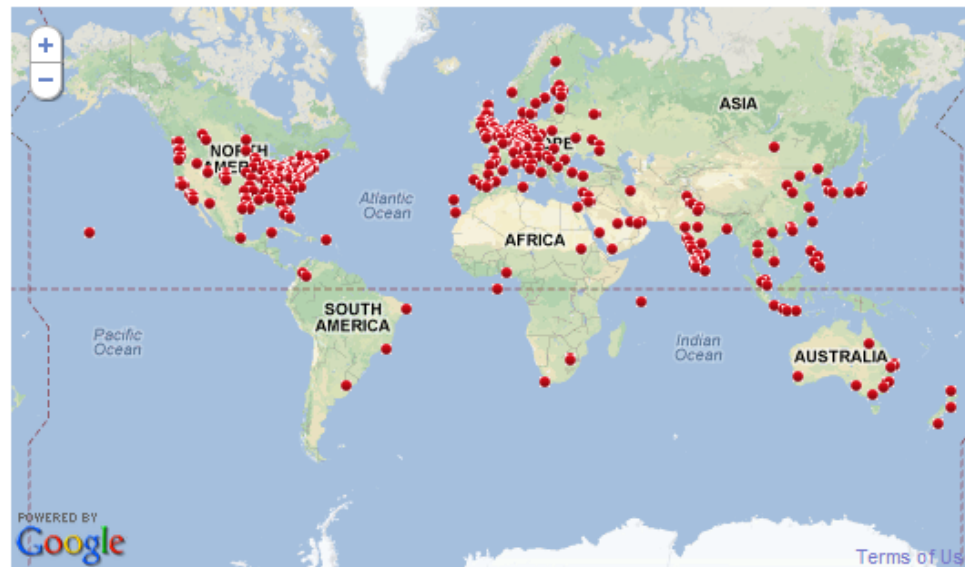 +
−
ASIA
NORTH
AMERICA
Atlantic
Ocean
AFRICA
SOUTH
AMERICA
Pacific
Ocean
Indian
Ocean
AUSTRALIA
POWERED BY
Google
Terms of Us